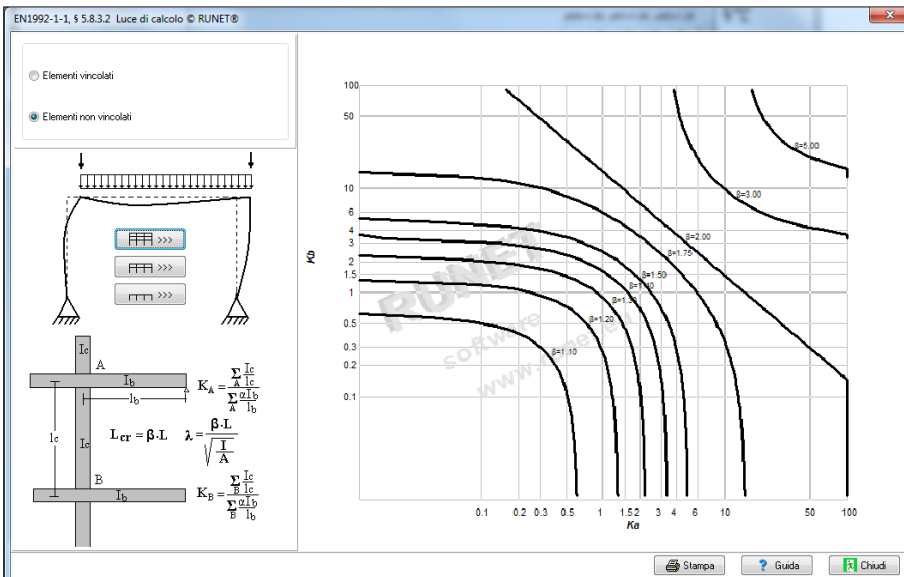 EN1992-1-1, § 5.8.3.2 Luce di calcolo © RUNET®
Elementi vincolati
Elementi non vincolati
>>>
>>>
>>>
Ic
A
Ib
lb
lc
Ic
B
Ib
KA = ΣA Ic/lc / ΣA αIb/lb
Lcr = β·L λ = β·L / √(I/A)
KB = ΣB Ic/lc / ΣB αIb/lb
Kb
100
50
10
6
4
3
2
1.5
1
0.5
0.3
0.2
0.1
β=5.00
β=3.00
β=2.00
β=1.75
β=1.50
β=1.40
β=1.30
β=1.20
β=1.10
RUNET
software
0.1 0.2 0.3 0.5 1 1.5 2 3 4 6 10 50 100
Ka
Stampa
? Guida
Chiudi